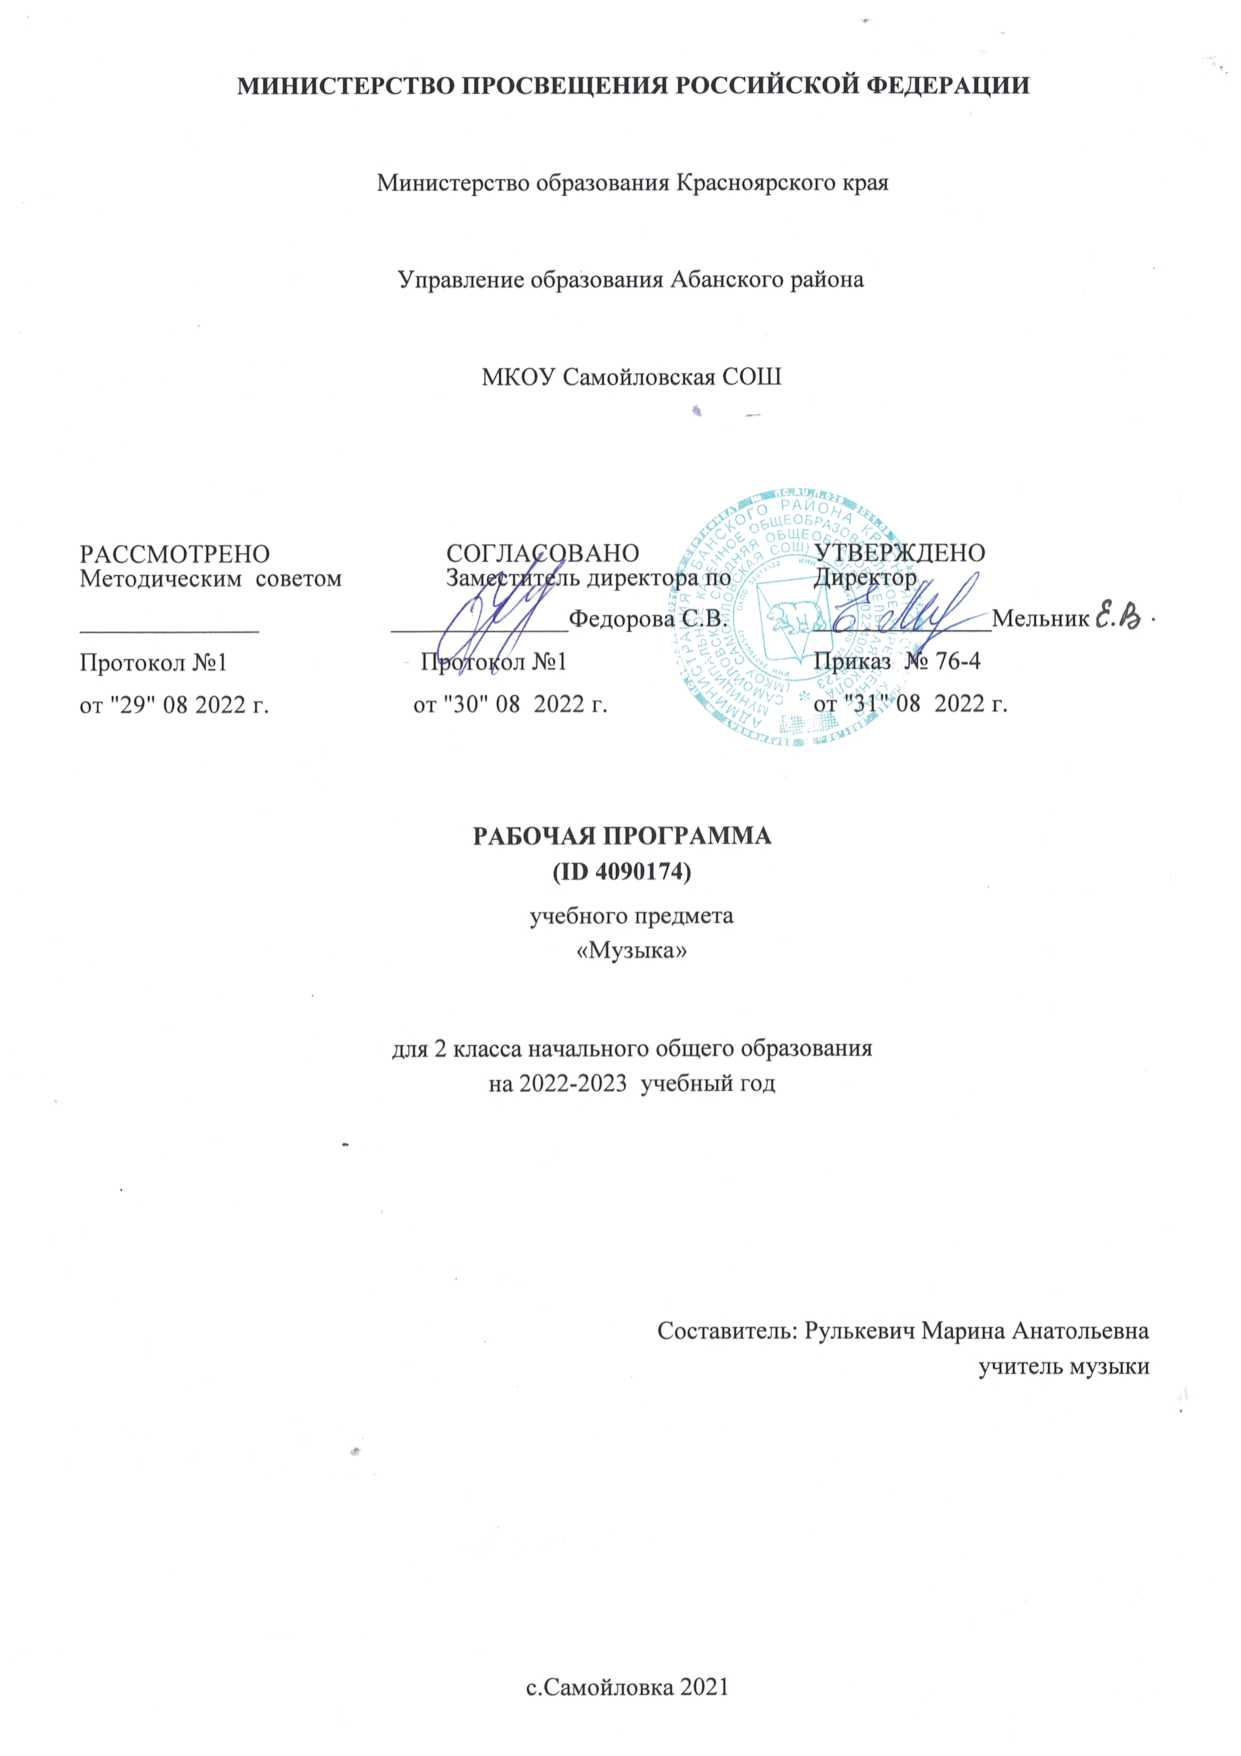 МИНИСТЕРСТВО ПРОСВЕЩЕНИЯ РОССИЙСКОЙ ФЕДЕРАЦИИ
Министерство образования Красноярского края
Управление образования Абанского района
МКОУ Самойловская СОШ
РАССМОТРЕНО
Методическим советом
Протокол №1
от "29" 08 2022 г.
СОГЛАСОВАНО
Заместитель директора по
Федорова С.В.
Протокол №1
от "30" 08 2022 г.
УТВЕРЖДЕНО
Директор
Мельник Е.В.
Приказ № 76-4
от "31" 08 2022 г.
РАБОЧАЯ ПРОГРАММА
(ID 4090174)
учебного предмета
«Музыка»
для 2 класса начального общего образования
на 2022-2023 учебный год
Составитель: Рулькевич Марина Анатольевна
учитель музыки
с.Самойловка 2021